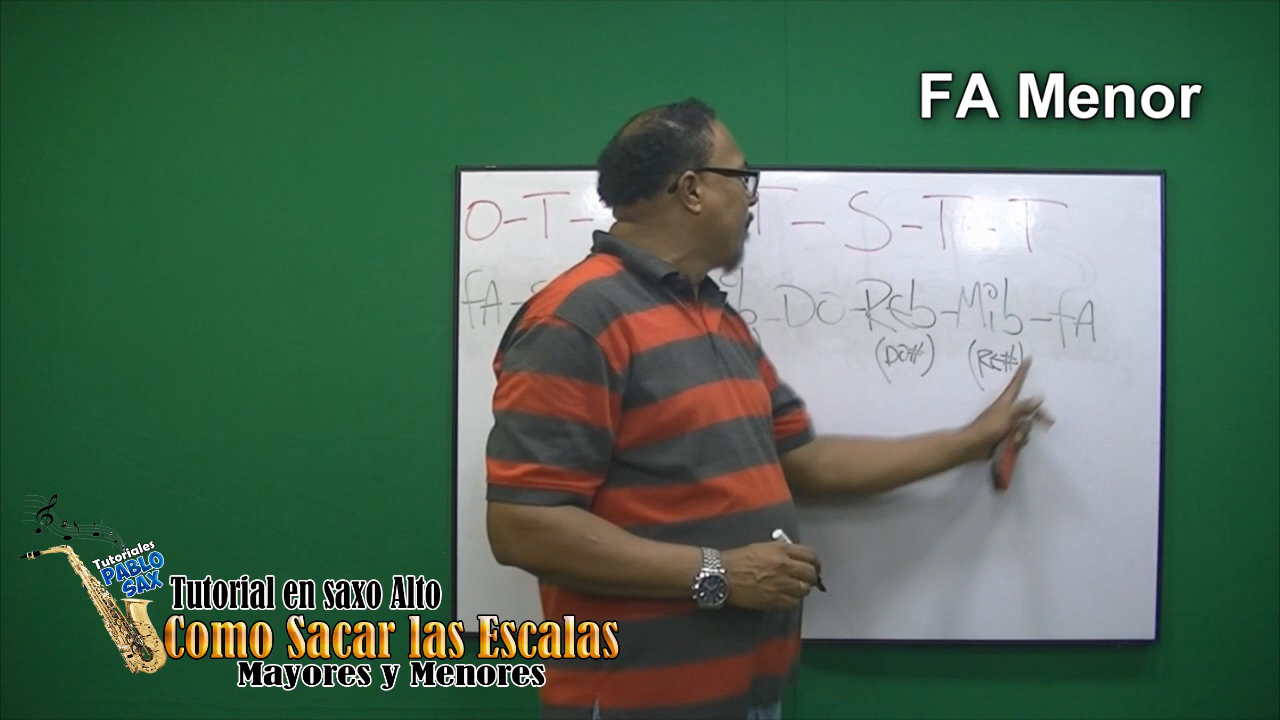 FA Menor
O-T- T-S-T-T
fA- b-DO-REb-Mib-fA
(DO#) (RE#)
Tutoriales
PABLO
SAX
Tutorial en saxo Alto
Como Sacar las Escalas
Mayores y Menores